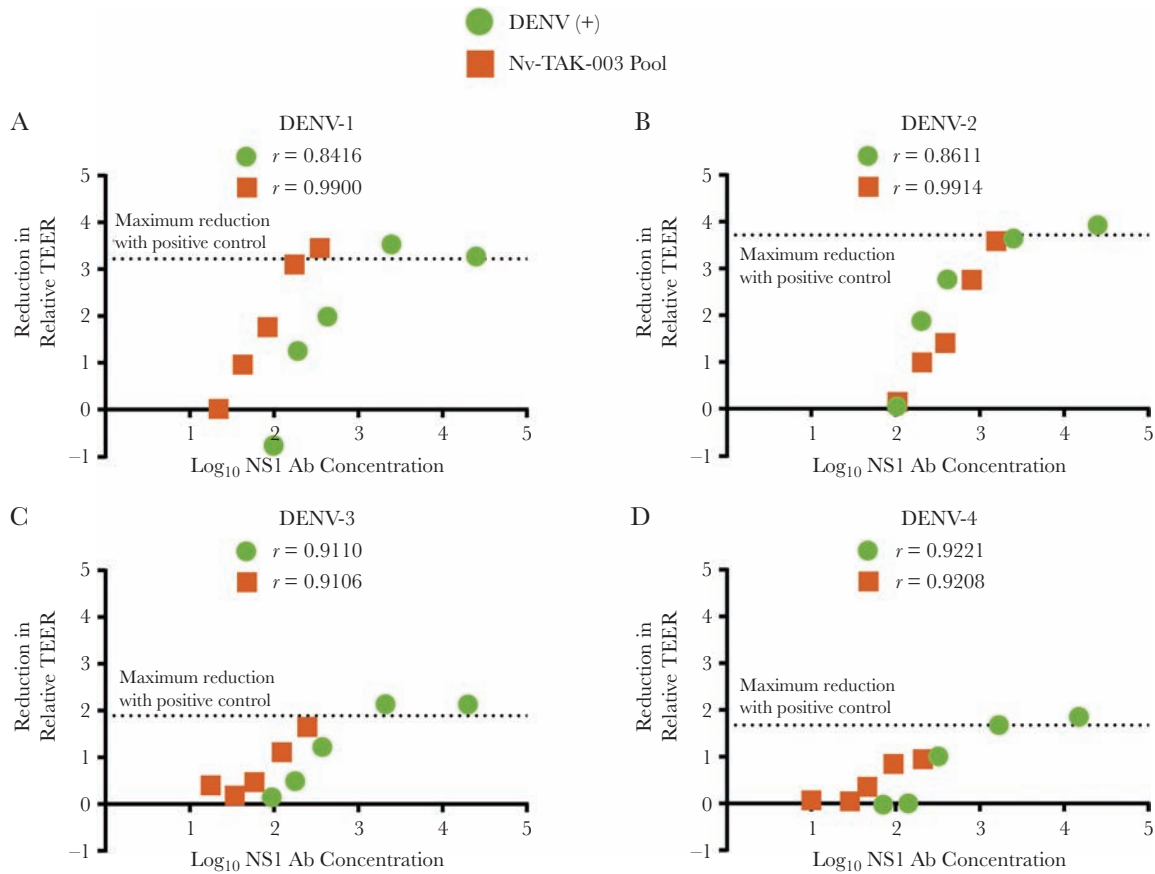 DENV (+)
Nv-TAK-003 Pool
A
DENV-1
r = 0.8416
r = 0.9900
5
4
3
2
1
0
–1
Reduction in
Relative TEER
Maximum reduction
with positive control
1 2 3 4 5
Log10 NS1 Ab Concentration
B
DENV-2
r = 0.8611
r = 0.9914
5
4
3
2
1
0
–1
Reduction in
Relative TEER
Maximum reduction
with positive control
1 2 3 4 5
Log10 NS1 Ab Concentration
C
DENV-3
r = 0.9110
r = 0.9106
5
4
3
2
1
0
–1
Reduction in
Relative TEER
Maximum reduction
with positive control
1 2 3 4 5
Log10 NS1 Ab Concentration
D
DENV-4
r = 0.9221
r = 0.9208
5
4
3
2
1
0
–1
Reduction in
Relative TEER
Maximum reduction
with positive control
1 2 3 4 5
Log10 NS1 Ab Concentration